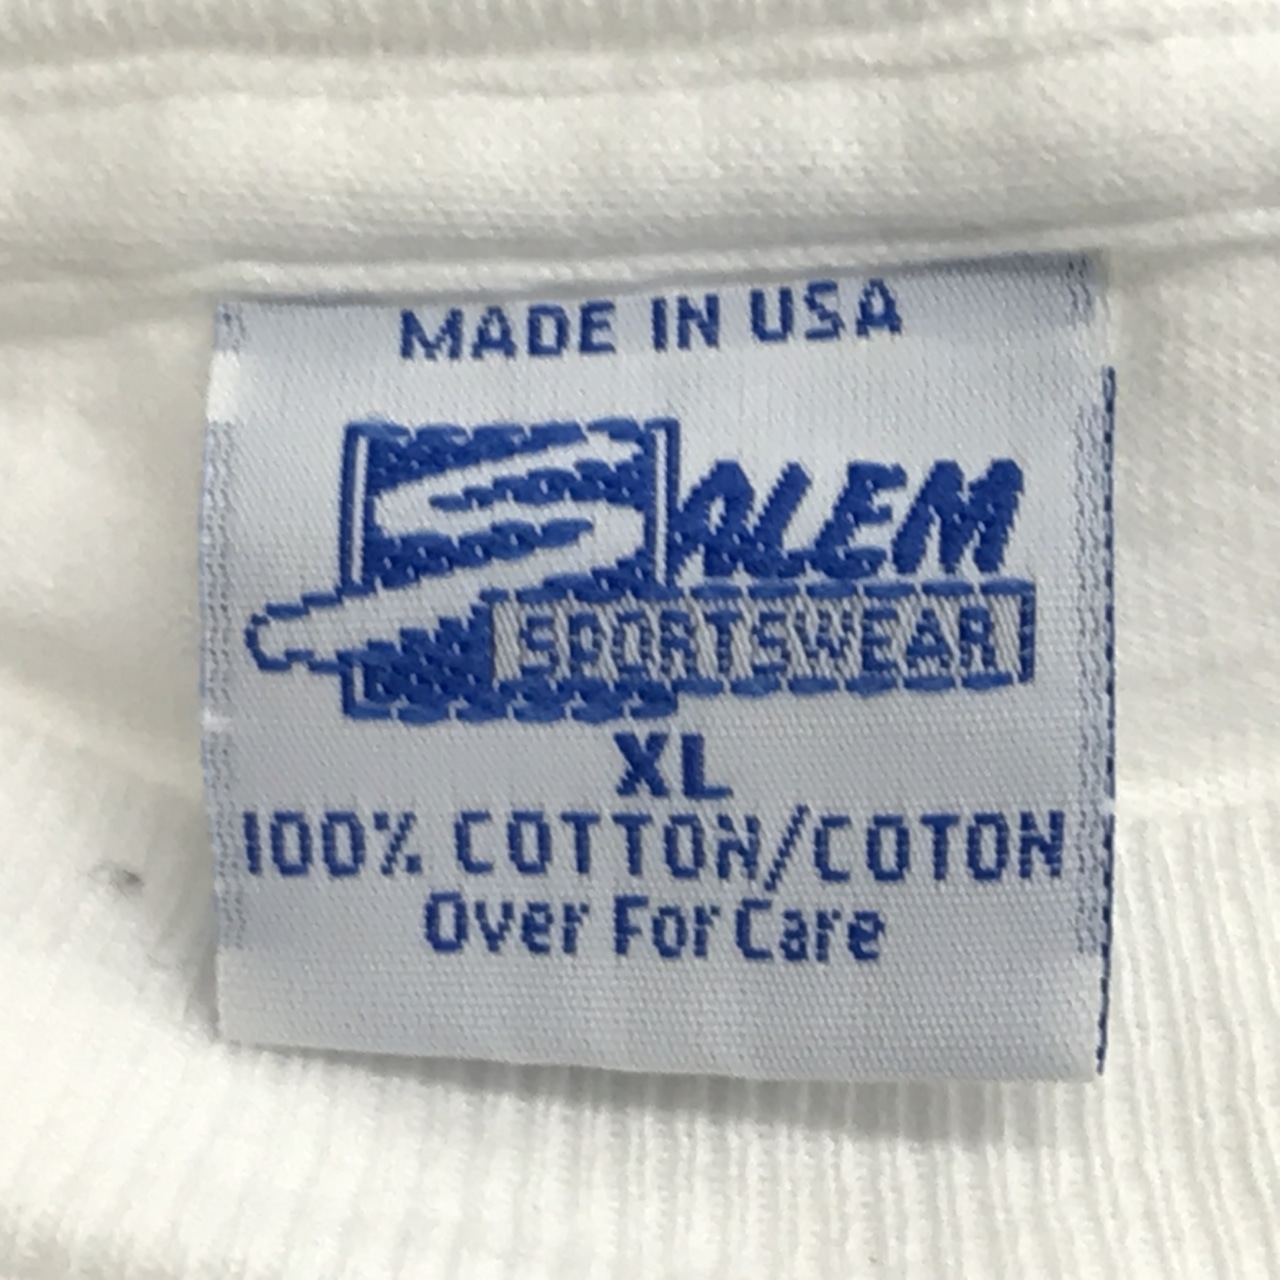 MADE IN USA
SALEM
SPORTSWEAR
XL
100% COTTON/COTON
Over For Care